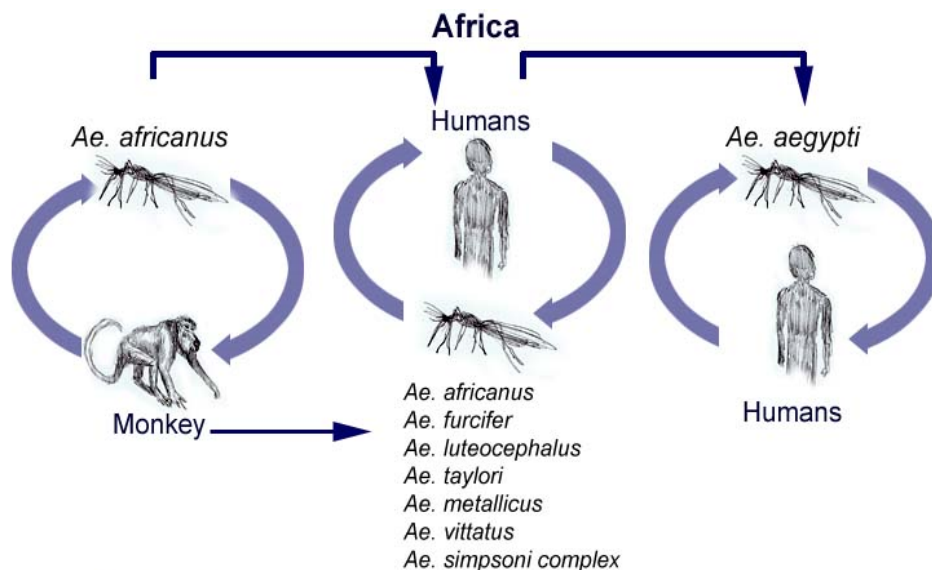 Africa
Ae. africanus
Monkey
Humans
Ae. africanus
Ae. furcifer
Ae. luteocephalus
Ae. taylori
Ae. metallicus
Ae. vittatus
Ae. simpsoni complex
Ae. aegypti
Humans